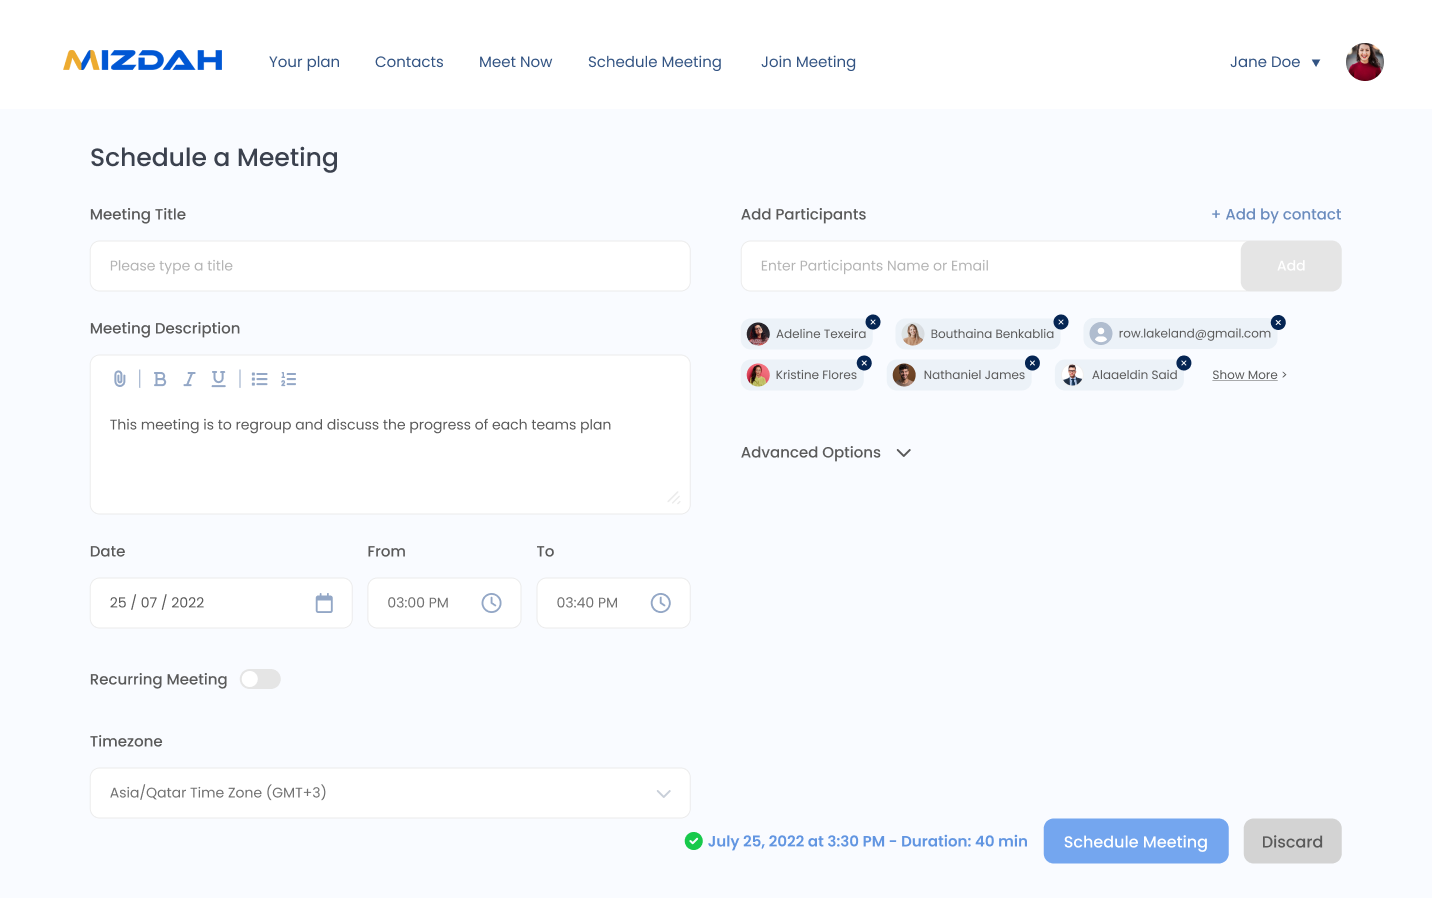 MIZDAH Your plan Contacts Meet Now Schedule Meeting Join Meeting Jane Doe
Schedule a Meeting
Meeting Title
Please type a title
Meeting Description
This meeting is to regroup and discuss the progress of each teams plan
Date From To
25 / 07 / 2022 03:00 PM 03:40 PM
Recurring Meeting
Timezone
Asia/Qatar Time Zone (GMT+3)
Add Participants + Add by contact
Enter Participants Name or Email Add
Adeline Texeira Bouthaina Benkablia row.lakeland@gmail.com
Kristine Flores Nathaniel James Alaaeldin Said Show More >
Advanced Options
July 25, 2022 at 3:30 PM - Duration: 40 min Schedule Meeting Discard